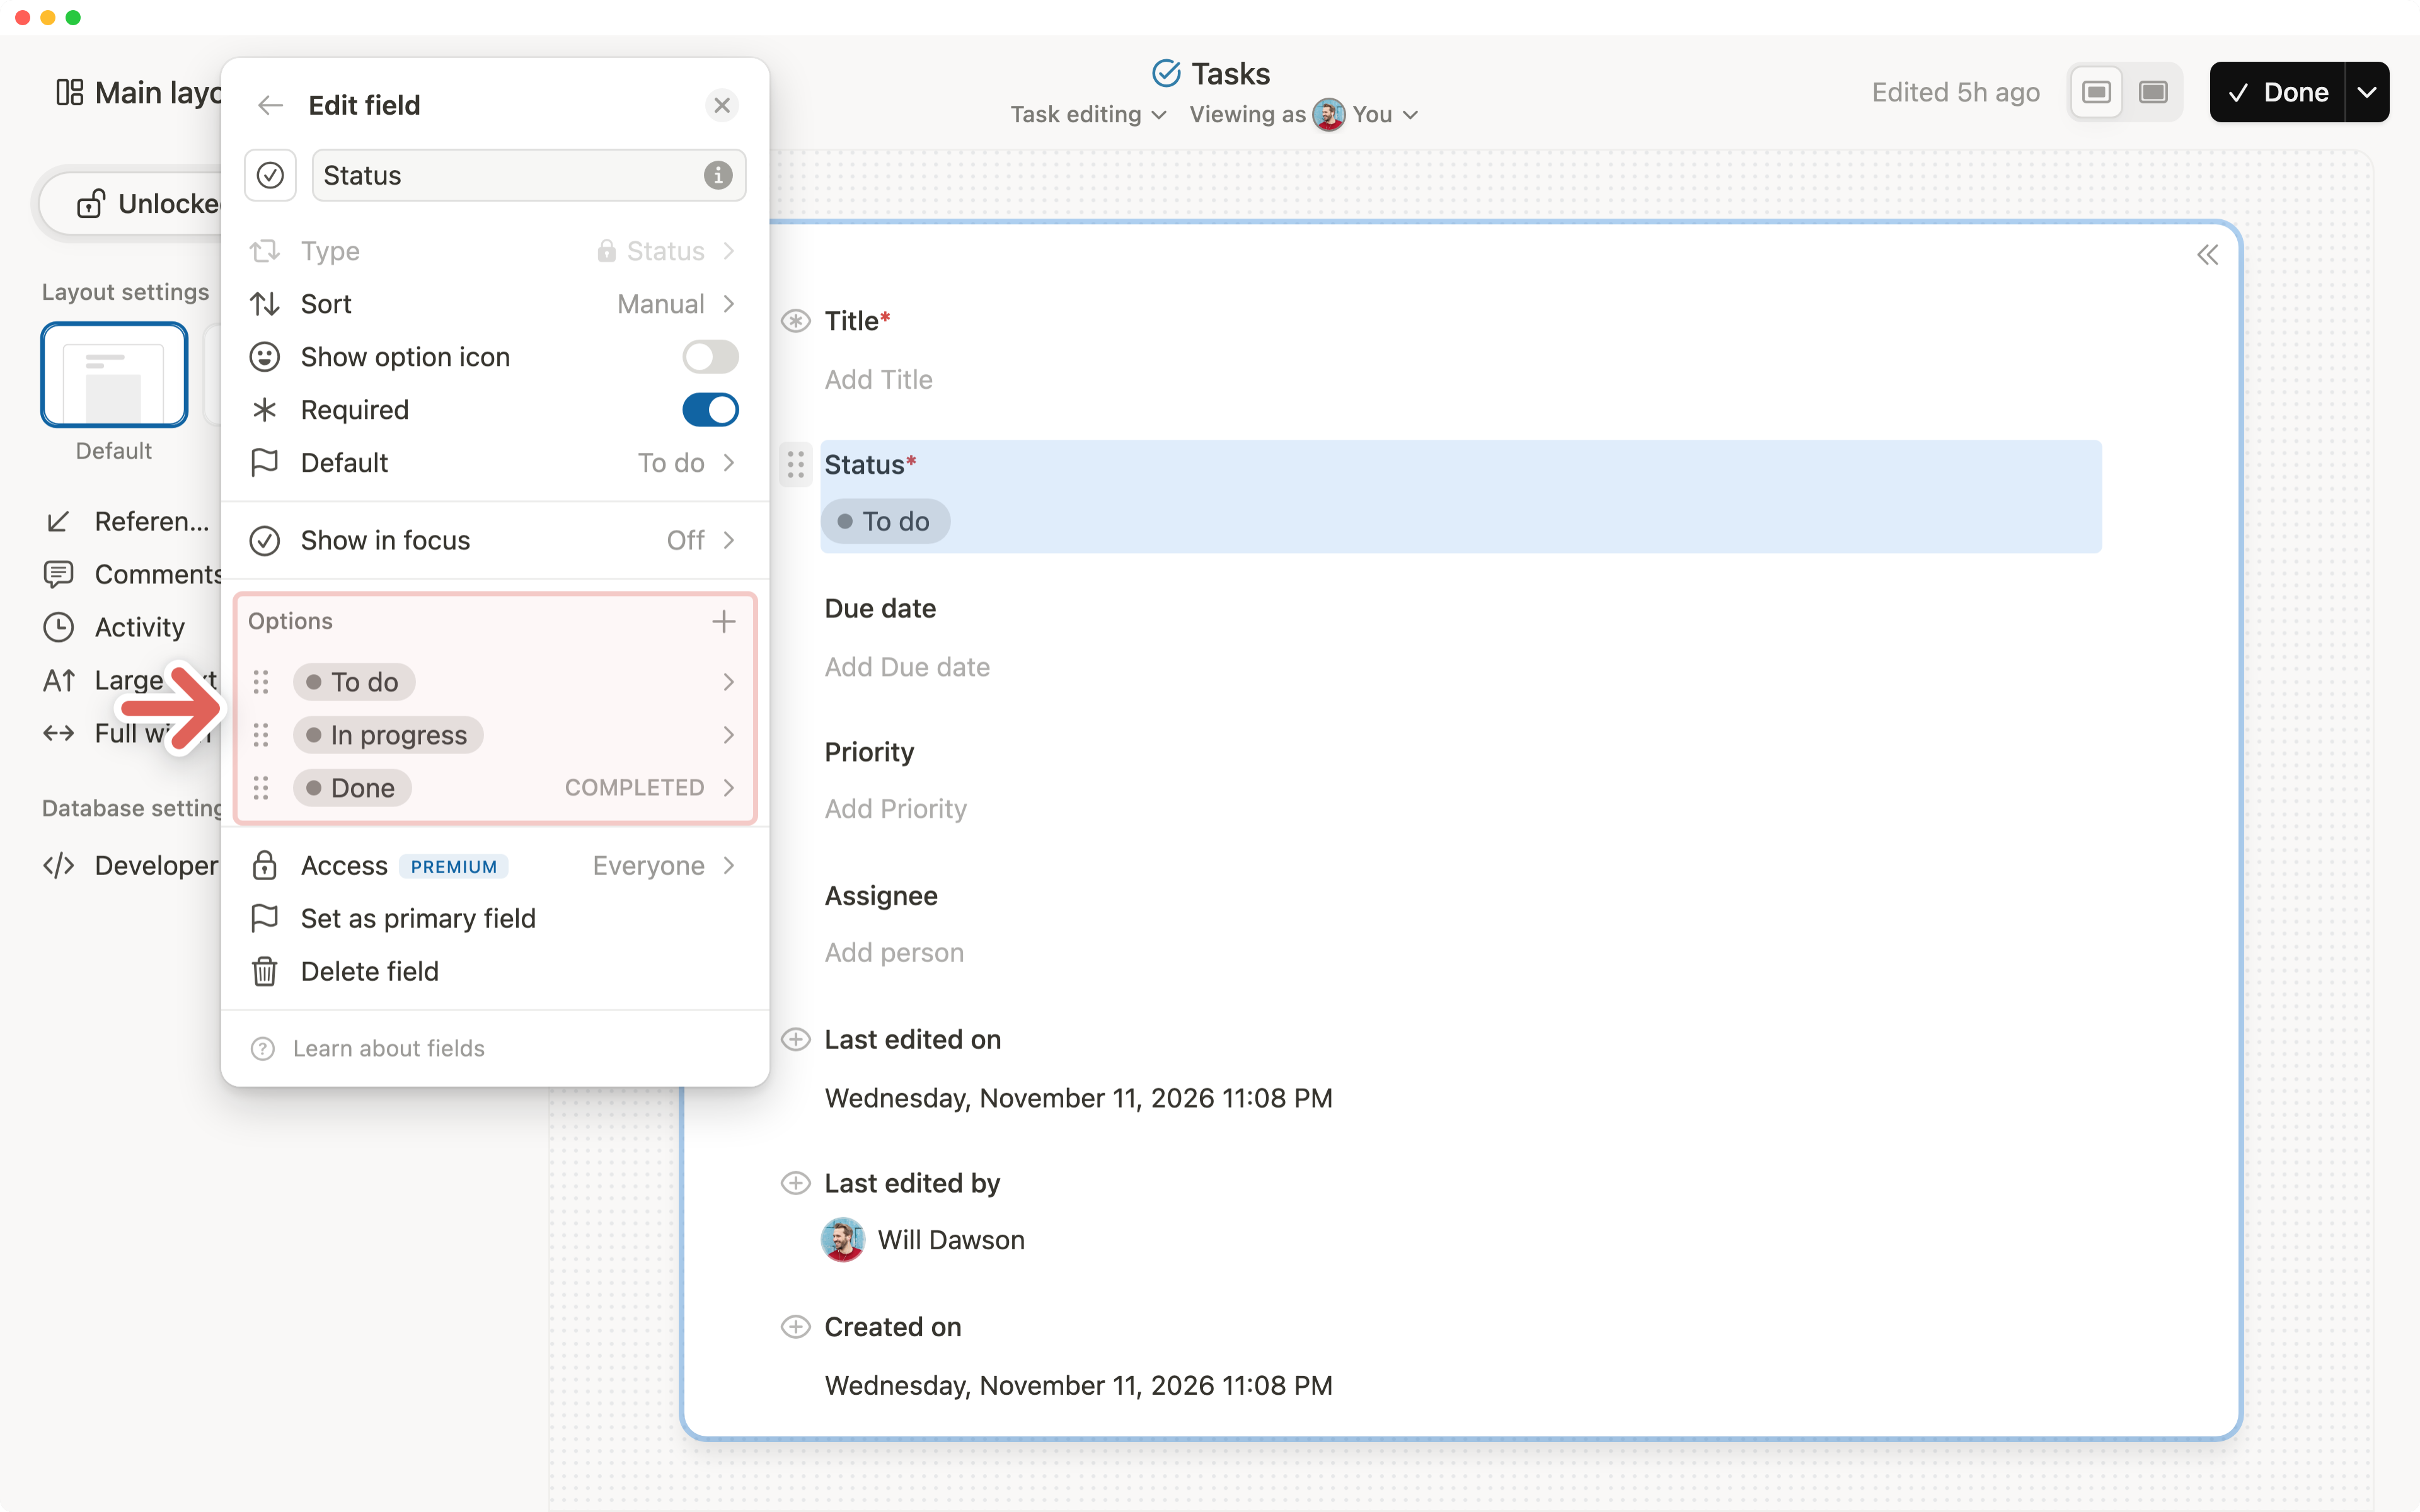 Main layo
Tasks
Task editing
Viewing as You
Edited 5h ago
Done
Unlocke
Layout settings
Default
Referen...
Comments
Activity
Large
Full wi
Database setting
Developer
Edit field
Status
Type
Status
Sort
Manual
Show option icon
Required
Default
To do
Show in focus
Off
Options
To do
In progress
Done
COMPLETED
Access
PREMIUM
Everyone
Set as primary field
Delete field
Learn about fields
Title*
Add Title
Status*
To do
Due date
Add Due date
Priority
Add Priority
Assignee
Add person
Last edited on
Wednesday, November 11, 2026 11:08 PM
Last edited by
Will Dawson
Created on
Wednesday, November 11, 2026 11:08 PM